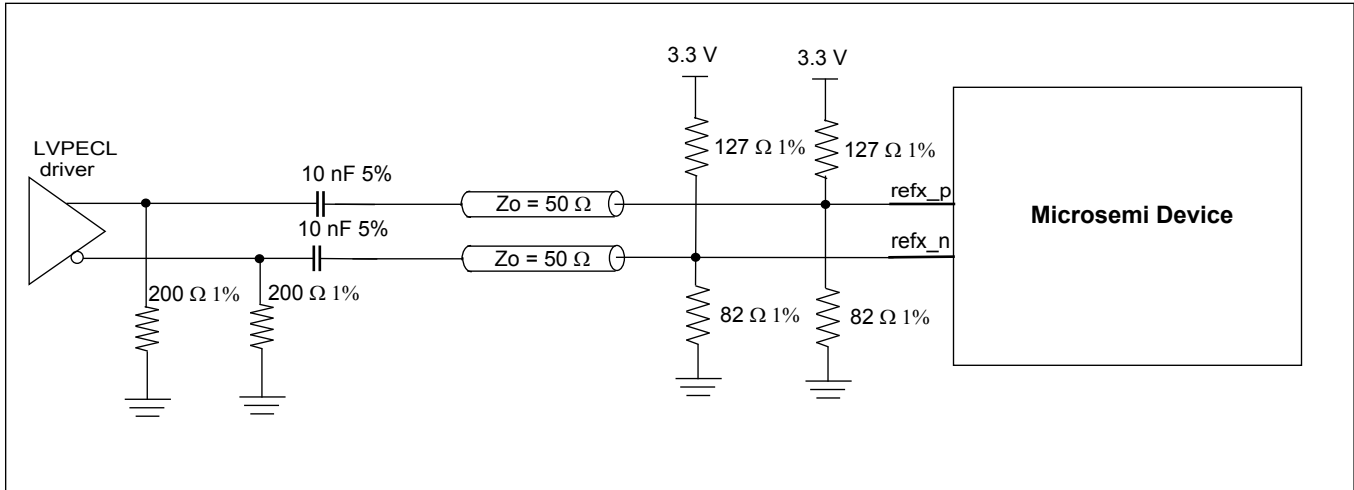 3.3 V
3.3 V
127 Ω 1%
127 Ω 1%
LVPECL
driver
10 nF 5%
Zo = 50 Ω
refx_p
Microsemi Device
10 nF 5%
Zo = 50 Ω
refx_n
200 Ω 1%
200 Ω 1%
82 Ω 1%
82 Ω 1%